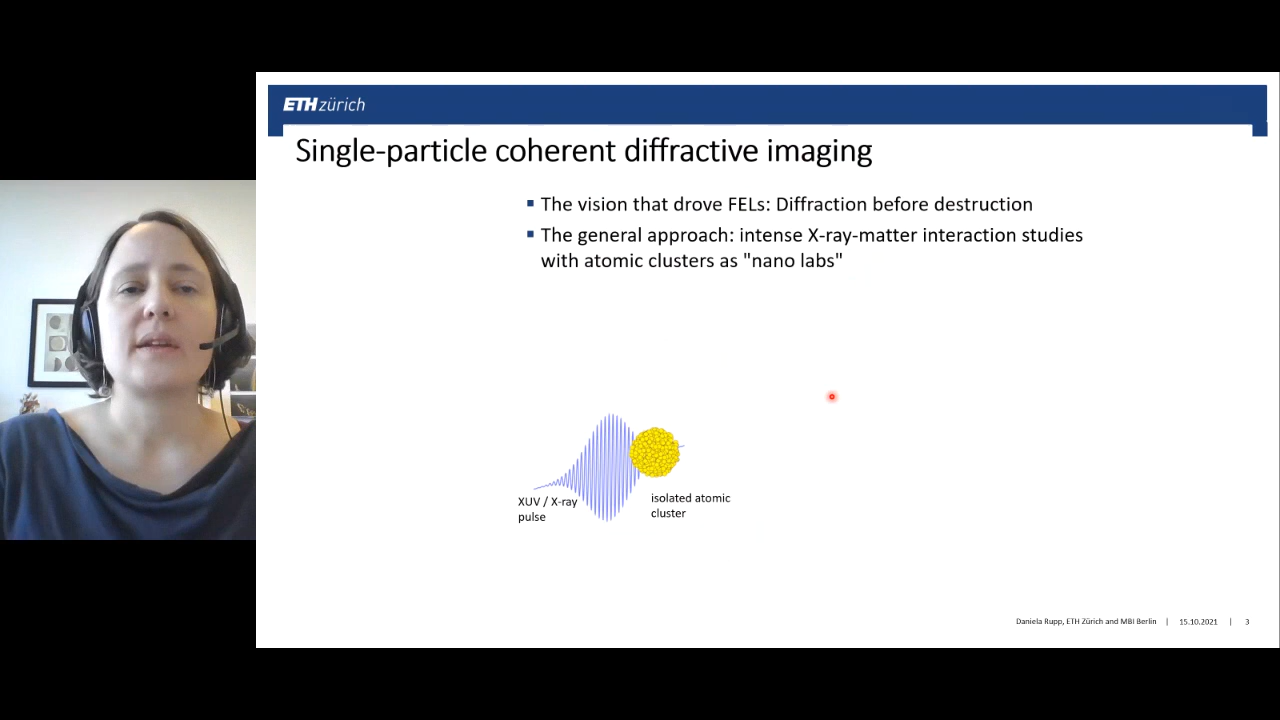 ETH zürich
Single-particle coherent diffractive imaging
▪ The vision that drove FELs: Diffraction before destruction
▪ The general approach: intense X-ray-matter interaction studies
with atomic clusters as "nano labs"
XUV / X-ray
pulse
isolated atomic
cluster
Daniela Rupp, ETH Zürich and MBI Berlin | 15.10.2021 | 3